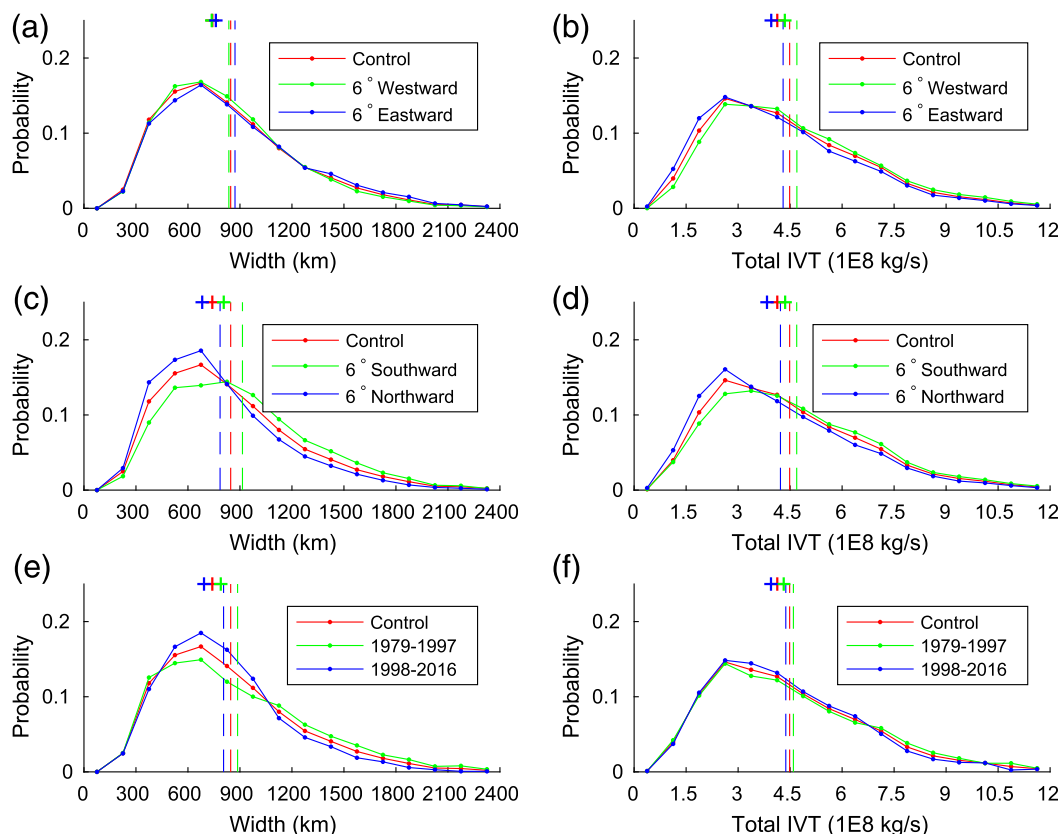 (a)
Probability
0.2
0.1
0
Control
6° Westward
6° Eastward
0 300 600 900 1200 1500 1800 2100 2400
Width (km)
(b)
Probability
0.2
0.1
0
Control
6° Westward
6° Eastward
0 1.5 3 4.5 6 7.5 9 10.5 12
Total IVT (1E8 kg/s)
(c)
Probability
0.2
0.1
0
Control
6° Southward
6° Northward
0 300 600 900 1200 1500 1800 2100 2400
Width (km)
(d)
Probability
0.2
0.1
0
Control
6° Southward
6° Northward
0 1.5 3 4.5 6 7.5 9 10.5 12
Total IVT (1E8 kg/s)
(e)
Probability
0.2
0.1
0
Control
1979-1997
1998-2016
0 300 600 900 1200 1500 1800 2100 2400
Width (km)
(f)
Probability
0.2
0.1
0
Control
1979-1997
1998-2016
0 1.5 3 4.5 6 7.5 9 10.5 12
Total IVT (1E8 kg/s)